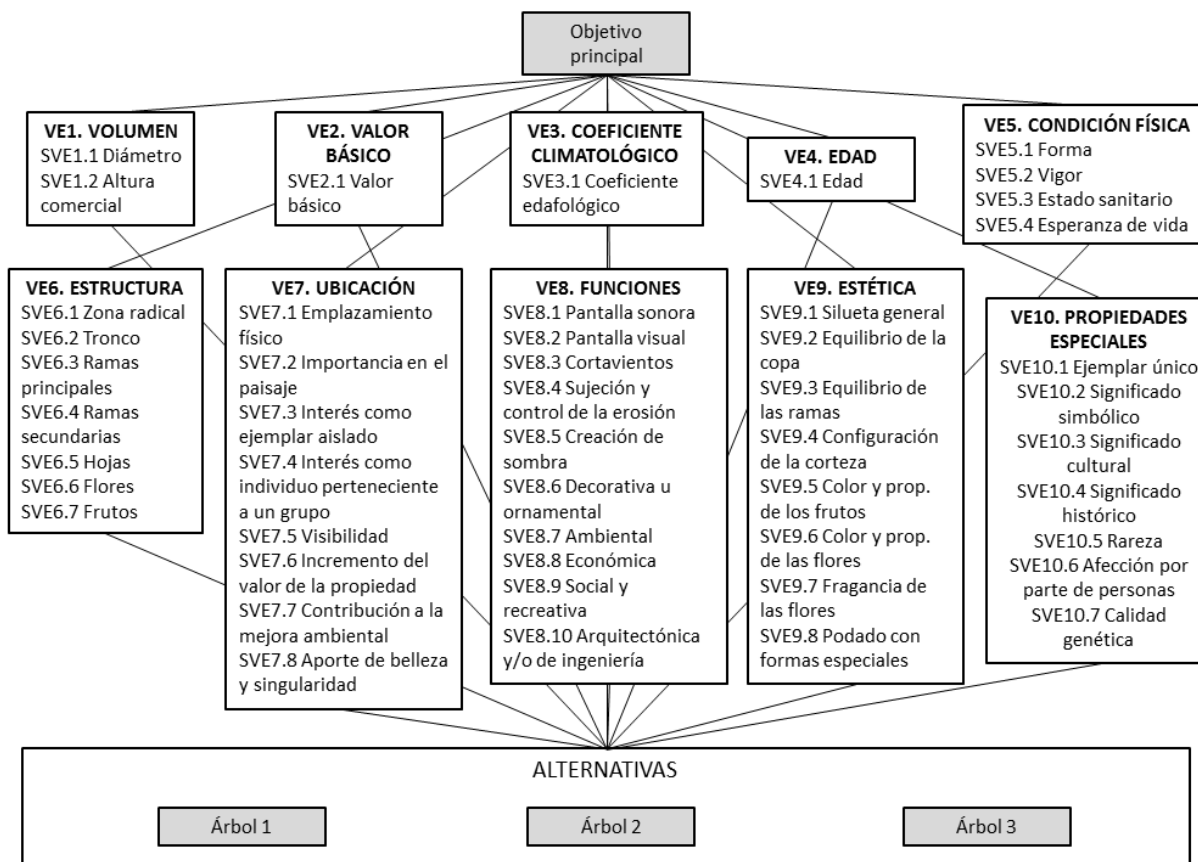 Objetivo
principal
VE1. VOLUMEN
SVE1.1 Diámetro
SVE1.2 Altura
comercial
VE2. VALOR
BÁSICO
SVE2.1 Valor
básico
VE3. COEFICIENTE
CLIMATOLÓGICO
SVE3.1 Coeficiente
edafológico
VE4. EDAD
SVE4.1 Edad
VE5. CONDICIÓN FÍSICA
SVE5.1 Forma
SVE5.2 Vigor
SVE5.3 Estado sanitario
SVE5.4 Esperanza de vida
VE6. ESTRUCTURA
SVE6.1 Zona radical
SVE6.2 Tronco
SVE6.3 Ramas
principales
SVE6.4 Ramas
secundarias
SVE6.5 Hojas
SVE6.6 Flores
SVE6.7 Frutos
VE7. UBICACIÓN
SVE7.1 Emplazamiento
físico
SVE7.2 Importancia en el
paisaje
SVE7.3 Interés como
ejemplar aislado
SVE7.4 Interés como
individuo perteneciente
a un grupo
SVE7.5 Visibilidad
SVE7.6 Incremento del
valor de la propiedad
SVE7.7 Contribución a la
mejora ambiental
SVE7.8 Aporte de belleza
y singularidad
VE8. FUNCIONES
SVE8.1 Pantalla sonora
SVE8.2 Pantalla visual
SVE8.3 Cortavientos
SVE8.4 Sujeción y
control de la erosión
SVE8.5 Creación de
sombra
SVE8.6 Decorativa u
ornamental
SVE8.7 Ambiental
SVE8.8 Económica
SVE8.9 Social y
recreativa
SVE8.10 Arquitectónica
y/o de ingeniería
VE9. ESTÉTICA
SVE9.1 Silueta general
SVE9.2 Equilibrio de la
copa
SVE9.3 Equilibrio de
las ramas
SVE9.4 Configuración
de la corteza
SVE9.5 Color y prop.
de los frutos
SVE9.6 Color y prop.
de las flores
SVE9.7 Fragancia de
las flores
SVE9.8 Podado con
formas especiales
VE10. PROPIEDADES
ESPECIALES
SVE10.1 Ejemplar único
SVE10.2 Significado
simbólico
SVE10.3 Significado
cultural
SVE10.4 Significado
histórico
SVE10.5 Rareza
SVE10.6 Afección por
parte de personas
SVE10.7 Calidad
genética
ALTERNATIVAS
Árbol 1
Árbol 2
Árbol 3